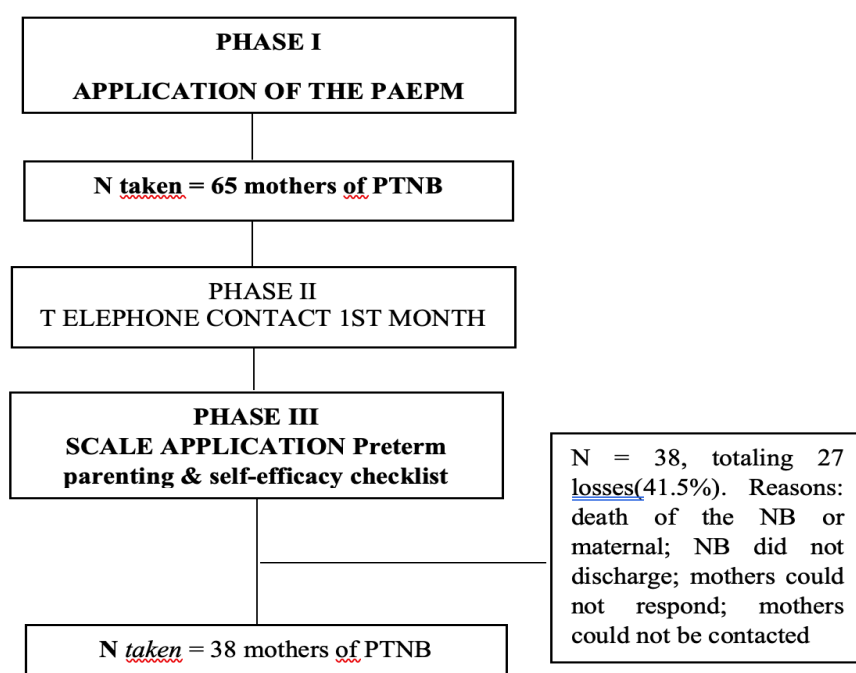 PHASE I
APPLICATION OF THE PAEPM
N taken = 65 mothers of PTNB
PHASE II
T ELEPHONE CONTACT 1ST MONTH
PHASE III
SCALE APPLICATION Preterm
parenting & self-efficacy checklist
N = 38, totaling 27
losses(41.5%). Reasons:
death of the NB or
maternal; NB did not
discharge; mothers could
not respond; mothers
could not be contacted
N taken = 38 mothers of PTNB